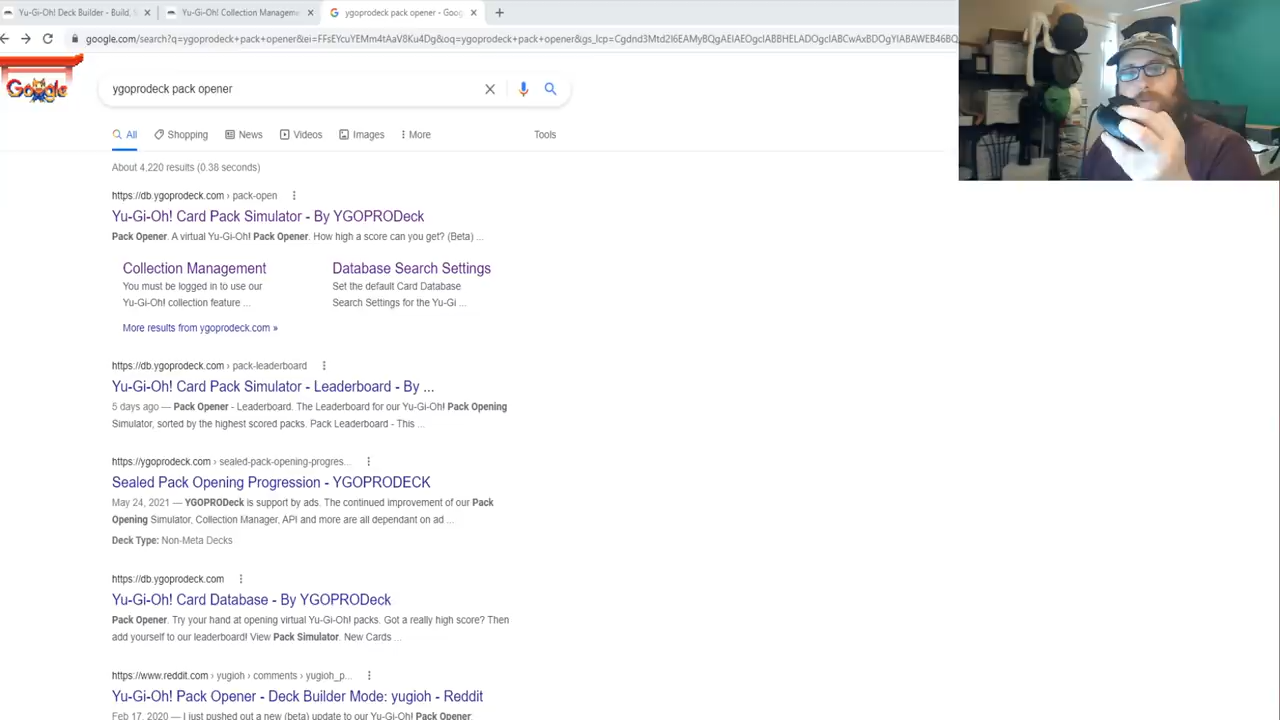 Yu-Gi-Oh! Deck Builder - Build, S
Yu-Gi-Oh! Collection Manageme
ygoprodeck pack opener - Goo
google.com/search?q=ygoprodeck+pack+opener&ei=FFsEYcuYEMm4tAaV8Ku4Dg&oq=ygoprodeck+pack+opener&gs_lcp=Cgdnd3Mtd2l6EAMyBQgAEIAEOgcIABBHELADOgcIABCwAxBDOgYIABAWEB46BQ
Google
ygoprodeck pack opener
All
Shopping
News
Videos
Images
More
Tools
About 4,220 results (0.38 seconds)
https://db.ygoprodeck.com › pack-open
Yu-Gi-Oh! Card Pack Simulator - By YGOPRODeck
Pack Opener. A virtual Yu-Gi-Oh! Pack Opener. How high a score can you get? (Beta) ...
Collection Management
You must be logged in to use our
Yu-Gi-Oh! collection feature ...
Database Search Settings
Set the default Card Database
Search Settings for the Yu-Gi ...
More results from ygoprodeck.com »
https://db.ygoprodeck.com › pack-leaderboard
Yu-Gi-Oh! Card Pack Simulator - Leaderboard - By ...
5 days ago — Pack Opener - Leaderboard. The Leaderboard for our Yu-Gi-Oh! Pack Opening
Simulator, sorted by the highest scored packs. Pack Leaderboard - This ...
https://ygoprodeck.com › sealed-pack-opening-progres...
Sealed Pack Opening Progression - YGOPRODECK
May 24, 2021 — YGOPRODeck is support by ads. The continued improvement of our Pack
Opening Simulator, Collection Manager, API and more are all dependant on ad ...
Deck Type: Non-Meta Decks
https://db.ygoprodeck.com
Yu-Gi-Oh! Card Database - By YGOPRODeck
Pack Opener. Try your hand at opening virtual Yu-Gi-Oh! packs. Got a really high score? Then
add yourself to our leaderboard! View Pack Simulator. New Cards ...
https://www.reddit.com › yugioh › comments › yugioh_p...
Yu-Gi-Oh! Pack Opener - Deck Builder Mode: yugioh - Reddit
Feb 17, 2020 — I just pushed out a new (beta) update to our Yu-Gi-Oh! Pack Opener: